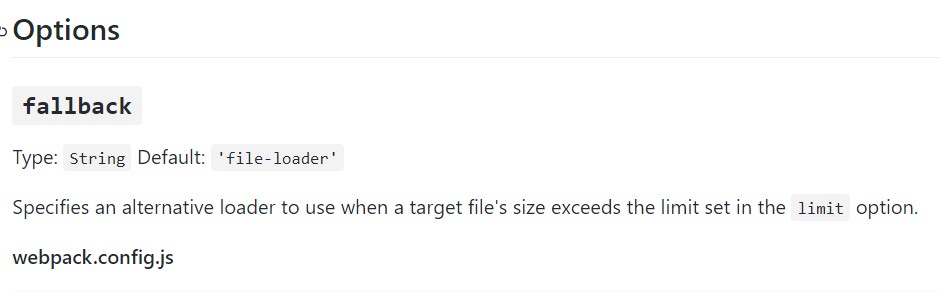 Options
fallback
Type: String Default: 'file-loader'
Specifies an alternative loader to use when a target file's size exceeds the limit set in the limit option.
webpack.config.js